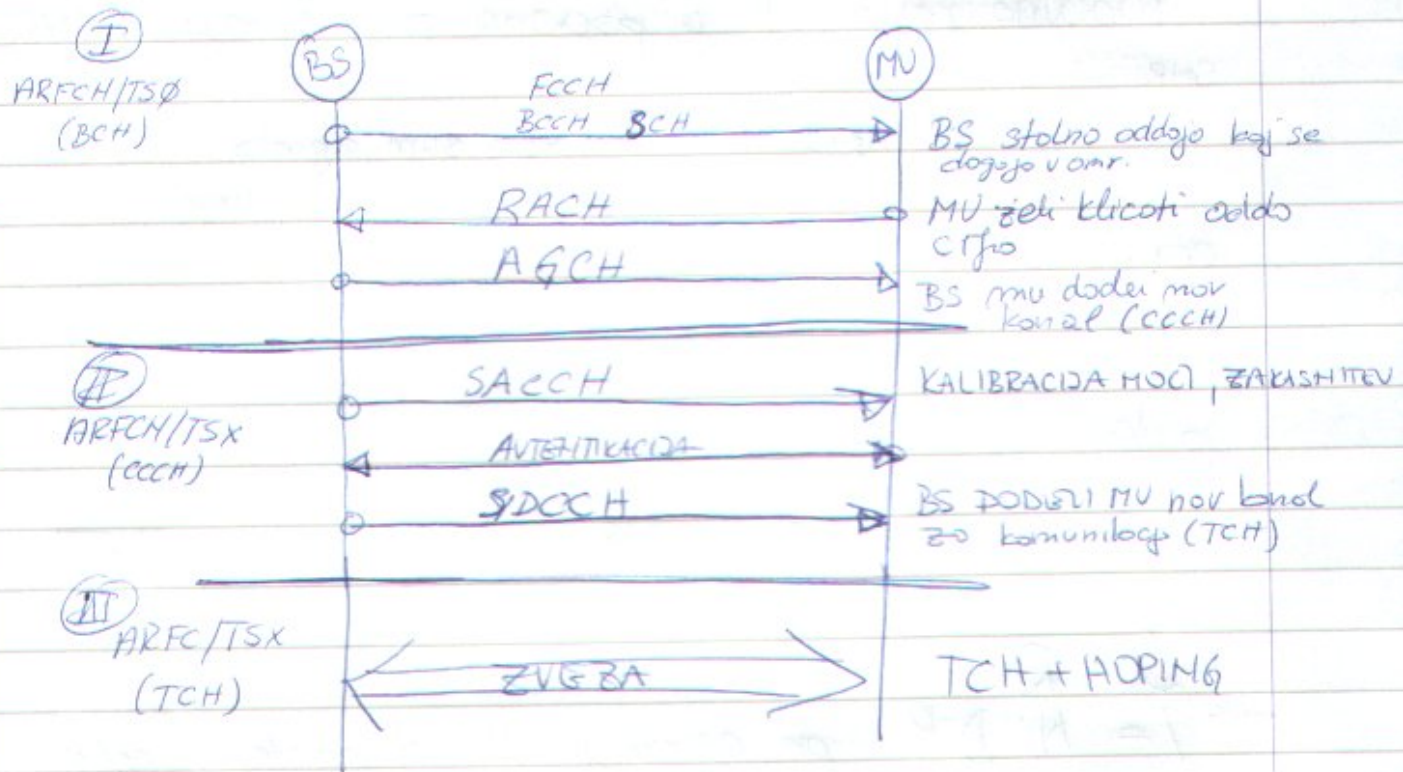 I
ARFCH/TSØ
(BCH)
BS
MU
FCCH
BCCH SCH
BS stalno oddaja kaj se
dogaja v omr.
RACH
MU želi klicati oddda
AGCH
BS mu dodeli nov
kanal (CCCH)
II
ARFCH/TSX
(CCCH)
SACCH
KALIBRACIJA MOČI, ZAKASNITEV
AVTENTIKACIJA
SDCCH
BS DODELI MU nov kanal
za komunikacijo (TCH)
III
ARFC/TSX
(TCH)
ZVEZA
TCH + HOPING